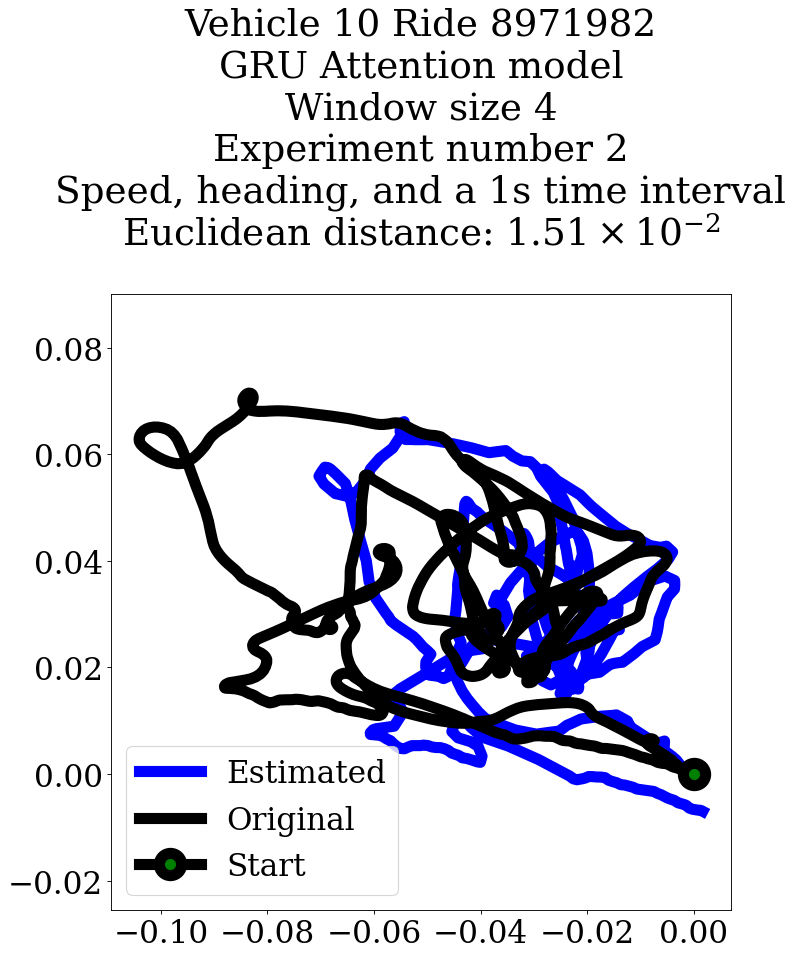 Vehicle 10 Ride 8971982
GRU Attention model
Window size 4
Experiment number 2
Speed, heading, and a 1s time interval
Euclidean distance: 1.51 × 10⁻²
0.08
0.06
0.04
0.02
0.00
−0.02
Estimated
Original
Start
−0.10 −0.08 −0.06 −0.04 −0.02 0.00